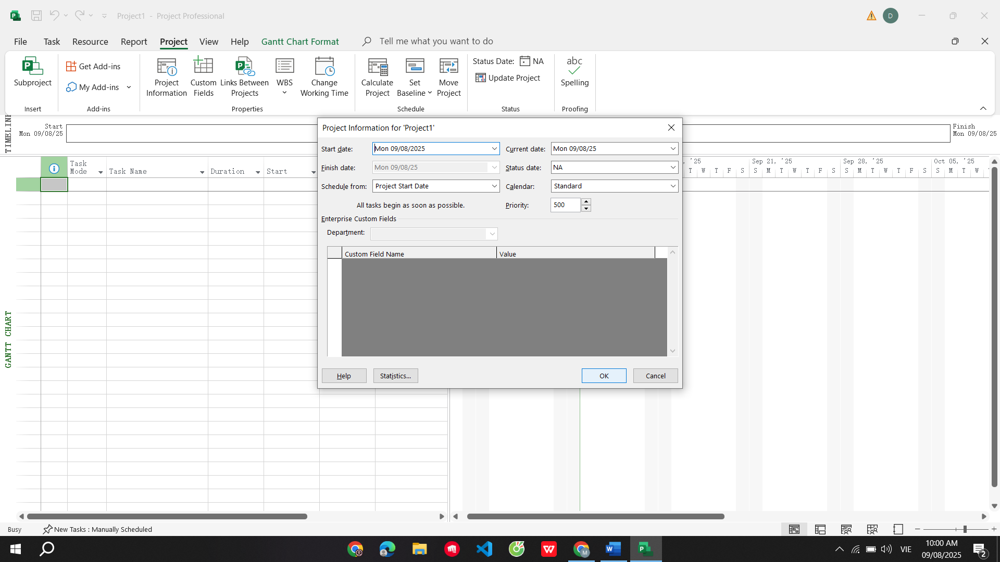 Project1 - Project Professional
D
File Task Resource Report Project View Help Gantt Chart Format Tell me what you want to do
Subproject
Insert
Get Add-ins
My Add-ins
Add-ins
Project
Information
Custom
Fields
Links Between
Projects
WBS
Change
Working Time
Properties
Calculate
Project
Set
Baseline
Move
Project
Schedule
Status Date: NA
Update Project
Status
abc
Spelling
Proofing
TIMELINE
Start
Mon 09/08/25
Finish
Mon 09/08/25
Project Information for 'Project1'
Start date: Mon 09/08/2025 Current date: Mon 09/08/25
Finish date: Mon 09/08/25 Status date: NA
Schedule from: Project Start Date Calendar: Standard
All tasks begin as soon as possible. Priority: 500
Enterprise Custom Fields
Department:
Custom Field Name Value
Help Statistics... OK Cancel
GANTT CHART
Task
Mode Task Name Duration Start
, '25 Sep 21, '25 Sep 28, '25 Oct 05, '25
T W T F S S M T W T F S S M T W T F S S M T W
Busy New Tasks : Manually Scheduled
VIE
10:00 AM
09/08/2025
2